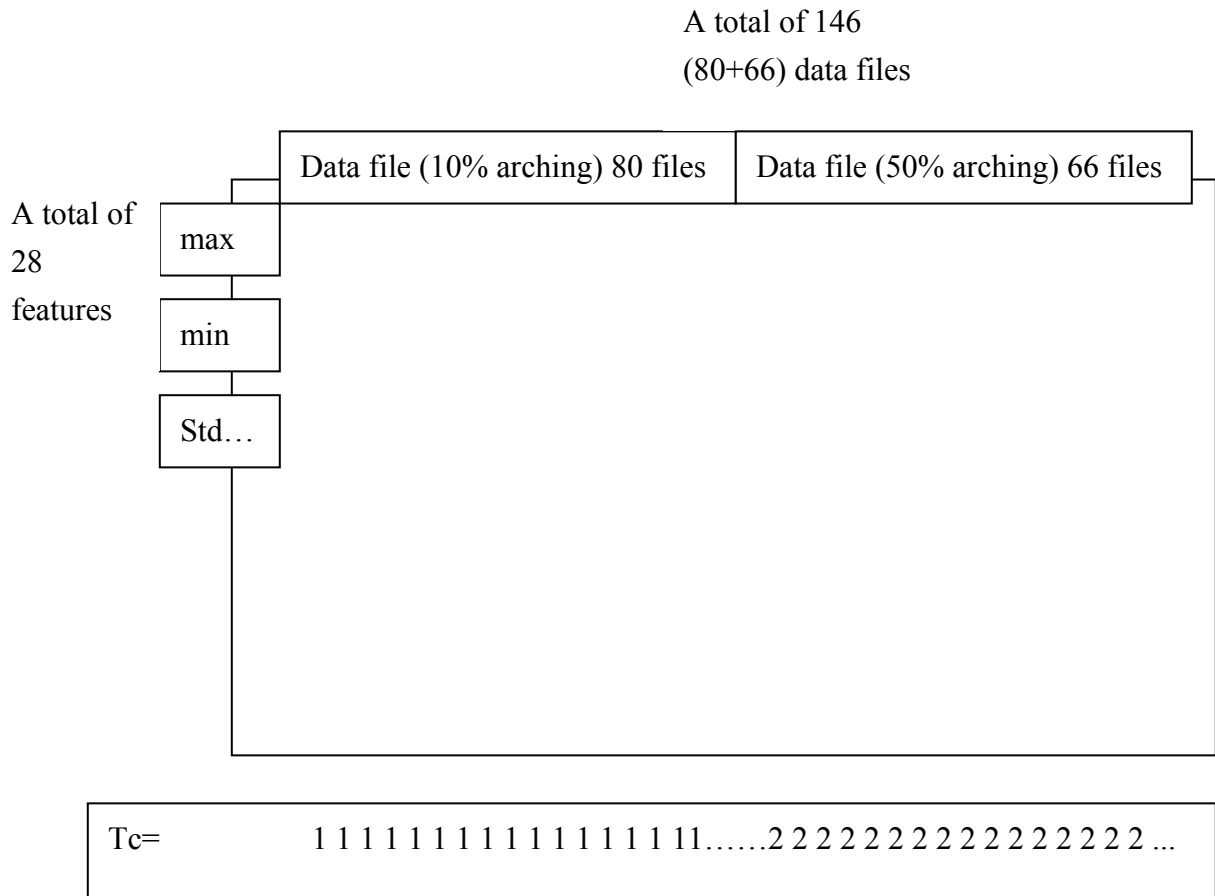 A total of 146
(80+66) data files
Data file (10% arching) 80 files
Data file (50% arching) 66 files
A total of
28
features
max
min
Std…
Tc= 1 1 1 1 1 1 1 1 1 1 1 1 1 1 1 11……2 2 2 2 2 2 2 2 2 2 2 2 2 2 2 2 ...